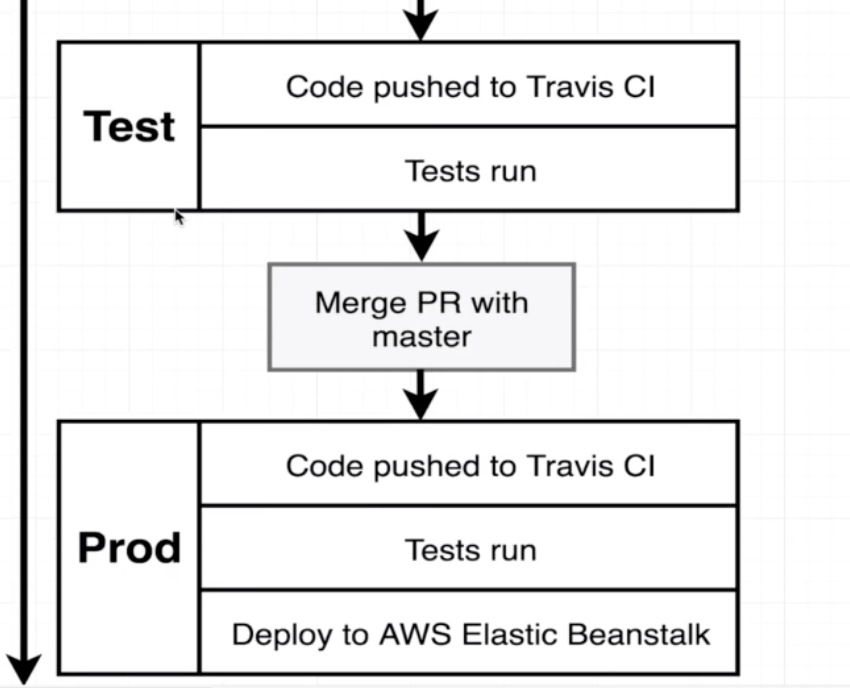 Test
Code pushed to Travis CI
Tests run
Merge PR with
master
Prod
Code pushed to Travis CI
Tests run
Deploy to AWS Elastic Beanstalk